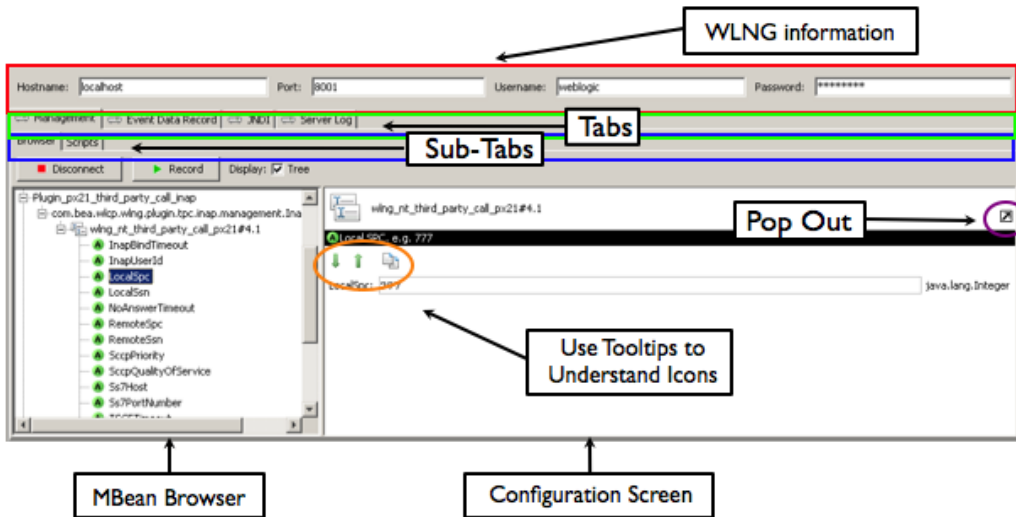 WLNG information
Hostname: localhost Port: 8001 Username: weblogic Password: ********
Management Event Data Record JNDI Server Log
Tabs
Browser Scripts
Sub-Tabs
Disconnect Record Display: Tree
Plugin_px21_third_party_call_inap
com.bea.wlcp.wlng.plugin.tpc.inap.management.Ina
wlng_nt_third_party_call_px21#4.1
InapBindTimeout
InapUserId
LocalSpc
LocalSsn
NoAnswerTimeout
RemoteSpc
RemoteSsn
SccpPriority
SccpQualityOfService
Ss7Host
Ss7PortNumber
wlng_nt_third_party_call_px21#4.1
Pop Out
Local SPC, e.g. 777
LocalSpc: 777 java.lang.Integer
Use Tooltips to
Understand Icons
MBean Browser
Configuration Screen